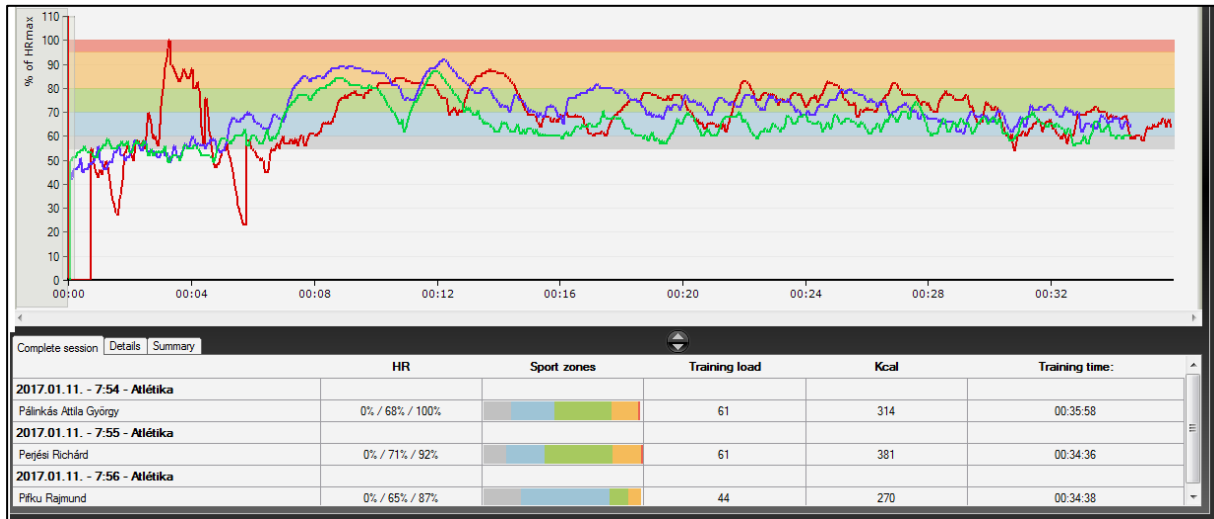 % of HRmax
110
100
90
80
70
60
50
40
30
20
10
0
00:00 00:04 00:08 00:12 00:16 00:20 00:24 00:28 00:32
Complete session Details Summary
HR Sport zones Training load Kcal Training time:
2017.01.11. - 7:54 - Atlétika
Pálinkás Attila György 0% / 68% / 100% 61 314 00:35:58
2017.01.11. - 7:55 - Atlétika
Perjési Richárd 0% / 71% / 92% 61 381 00:34:36
2017.01.11. - 7:56 - Atlétika
Pifku Rajmund 0% / 65% / 87% 44 270 00:34:38